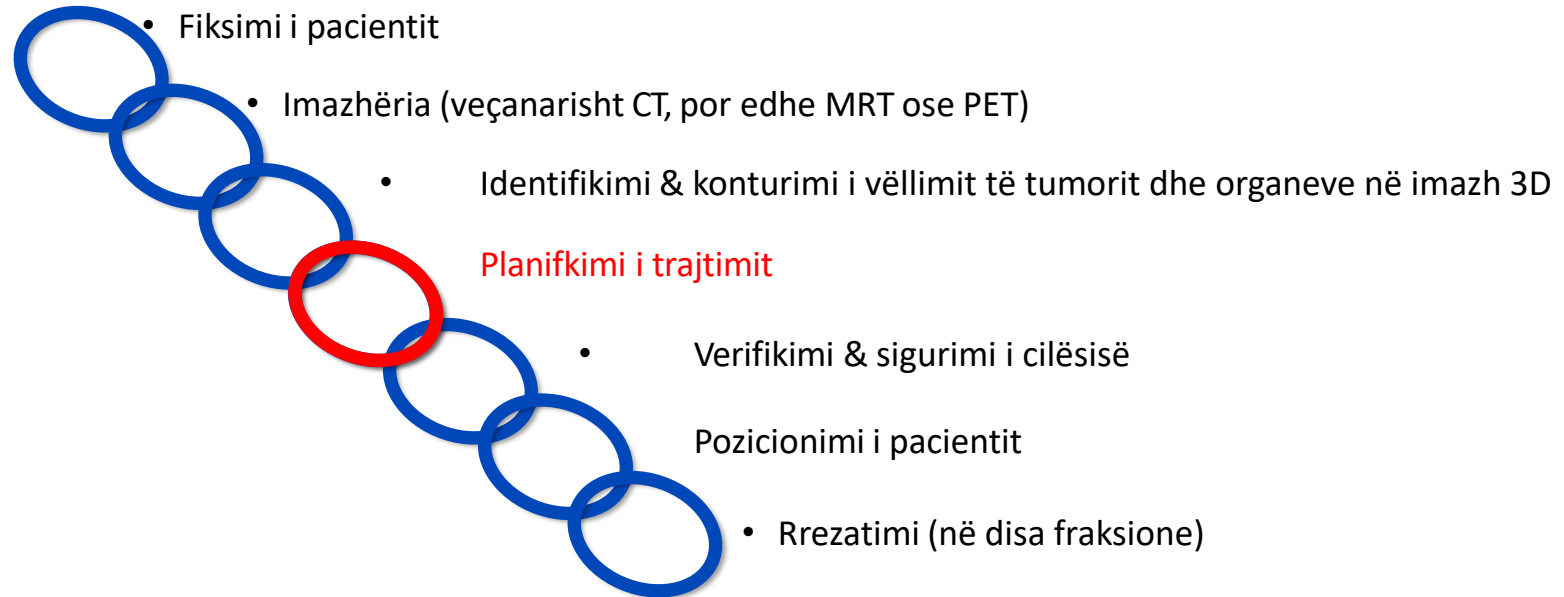 • Fiksimi i pacientit
• Imazhëria (veçanarisht CT, por edhe MRT ose PET)
• Identifikimi & konturimi i vëllimit të tumorit dhe organeve në imazh 3D
Planifkimi i trajtimit
• Verifikimi & sigurimi i cilësisë
Pozicionimi i pacientit
• Rrezatimi (në disa fraksione)